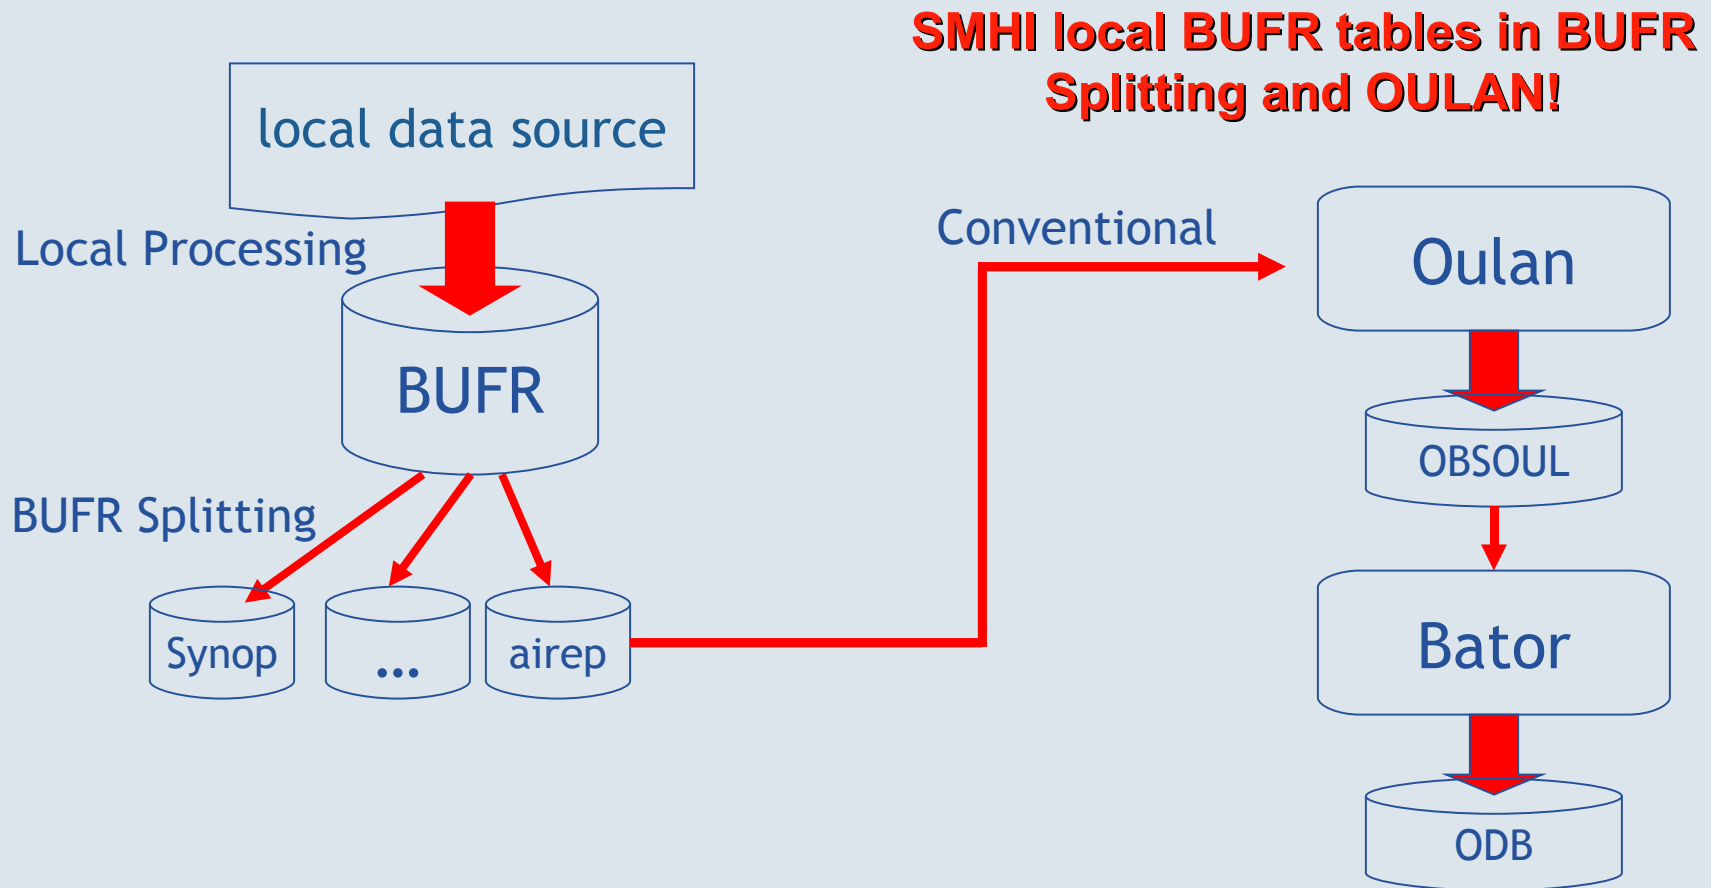 SMHI local BUFR tables in BUFR
Splitting and OULAN!
local data source
Local Processing
BUFR
BUFR Splitting
Synop
...
airep
Conventional
Oulan
OBSOUL
Bator
ODB